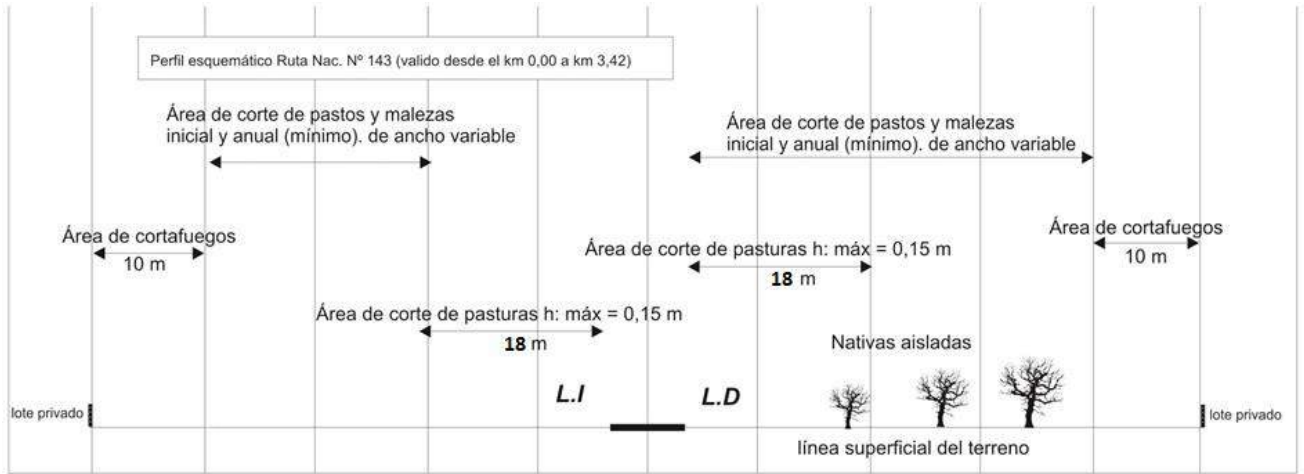 Perfil esquemático Ruta Nac. Nº 143 (valido desde el km 0,00 a km 3,42)
Área de corte de pastos y malezas
inicial y anual (mínimo). de ancho variable
Área de corte de pastos y malezas
inicial y anual (mínimo). de ancho variable
Área de cortafuegos
10 m
Área de cortafuegos
10 m
Área de corte de pasturas h: máx = 0,15 m
18 m
Área de corte de pasturas h: máx = 0,15 m
18 m
Nativas aisladas
L.I
L.D
lote privado
lote privado
línea superficial del terreno